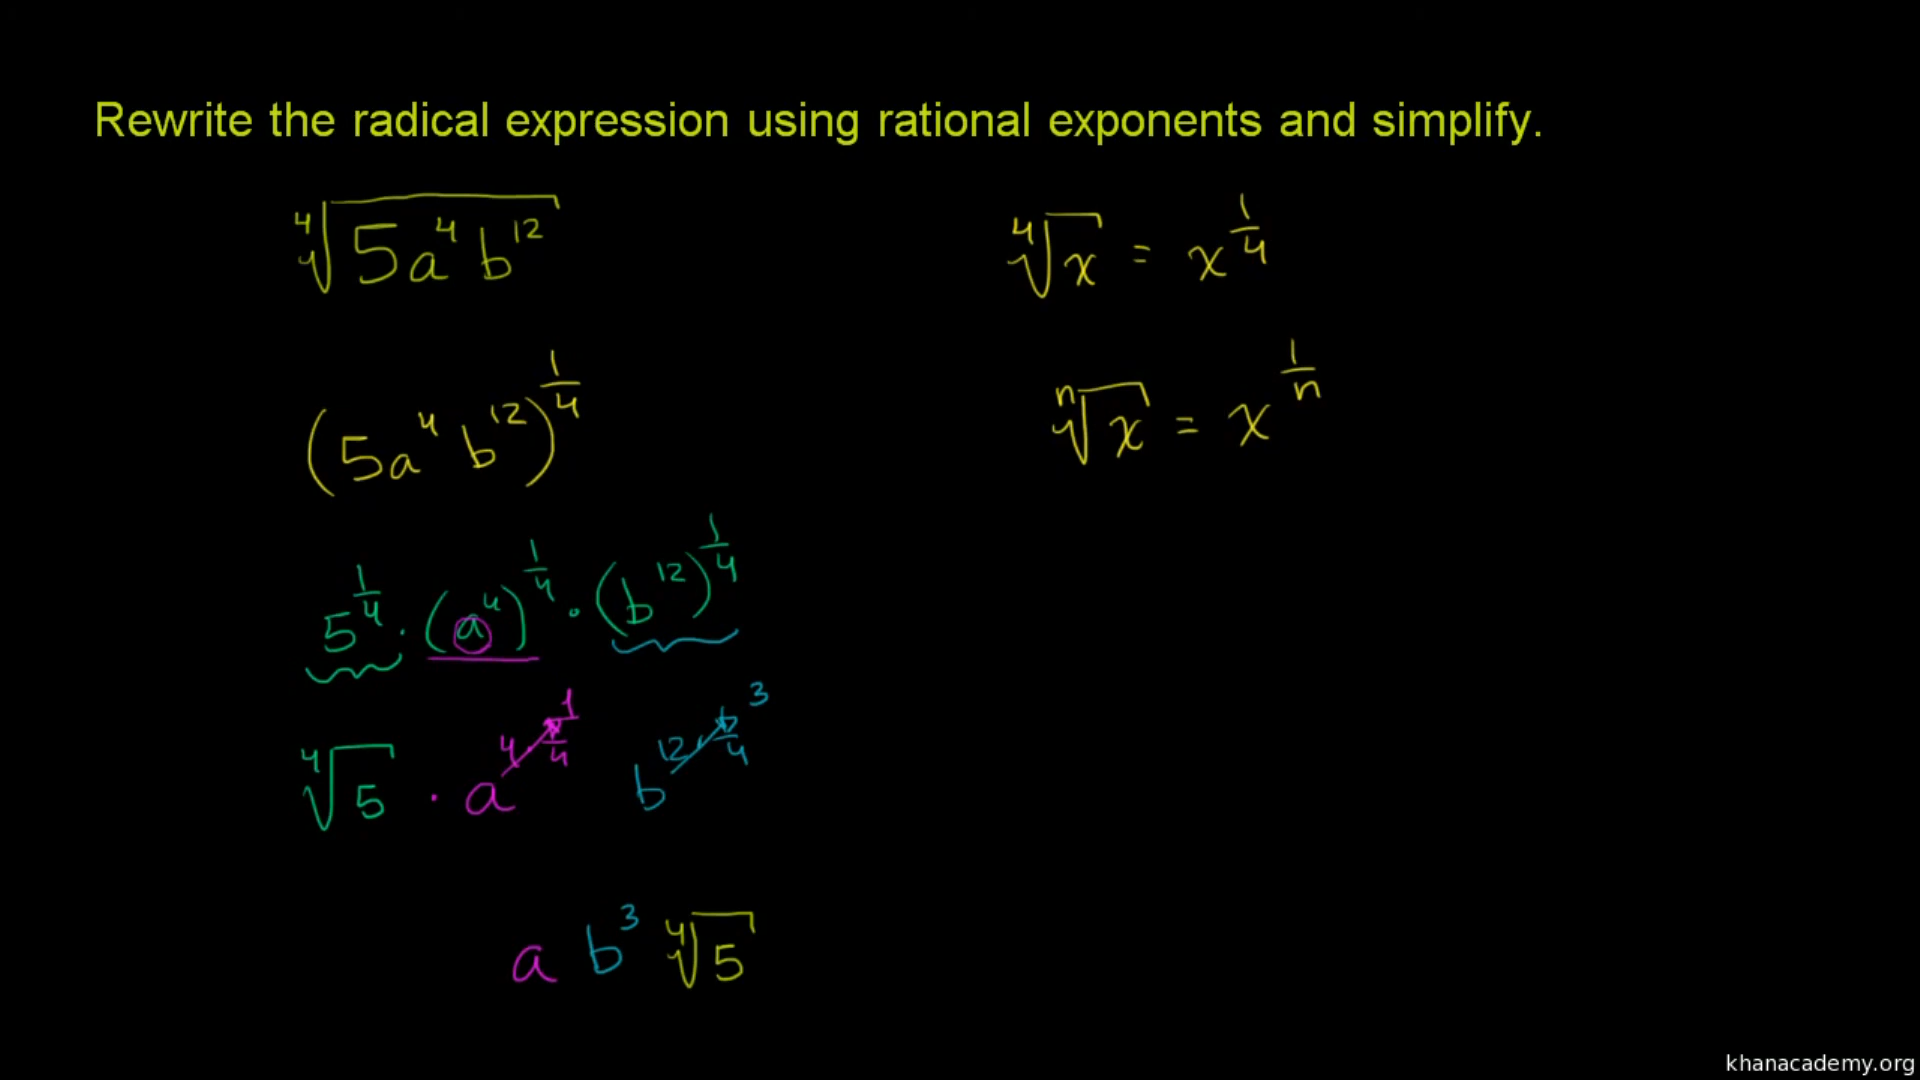 Rewrite the radical expression using rational exponents and simplify.
⁴√(5a⁴b¹²)
⁴√x = x^(1/4)
(5a⁴b¹²)^(1/4)
ⁿ√x = x^(1/n)
5^(1/4) · (a⁴)^(1/4) · (b¹²)^(1/4)
⁴√5 · a^(4·1/4) 1 b^(12·1/4) 3
a b³ ⁴√5
khanacademy.org